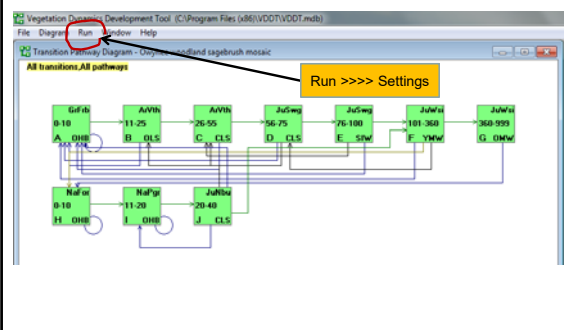 Vegetation Dynamics Development Tool (C:\Program Files (x86)\VDDT\VDDT.mdb)
File Diagram Run Window Help
Transition Pathway Diagram - Owyhee woodland sagebrush mosaic
All transitions,All pathways
Run >>>> Settings
GrFrb ArVth ArVth JuSwg JuSwg JuWsi JuWsi
0-10 11-25 26-55 56-75 76-100 101-360 360-999
A OHB B OLS C CLS D CLS E SIW F YMW G OMW
NaFor NaPgr JuNbu
0-10 11-20 20-40
H OHB I OHB J CLS